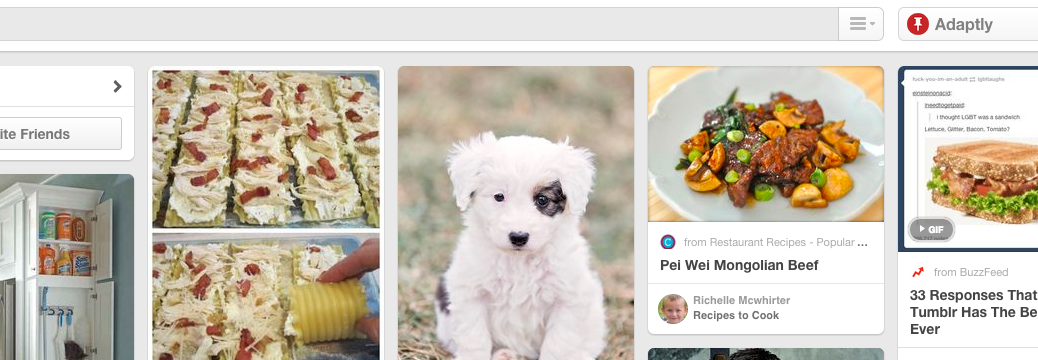 Adaptly
ite Friends
fuck-you-im-an-adult
lgbtlaughs
einsteinonacid:
ineedtogetpaid:
i thought LGBT was a sandwich
Lettuce, Glitter, Bacon, Tomato?
GIF
from Restaurant Recipes - Popular ...
Pei Wei Mongolian Beef
Richelle Mcwhirter
Recipes to Cook
from BuzzFeed
33 Responses That
Tumblr Has The Be
Ever